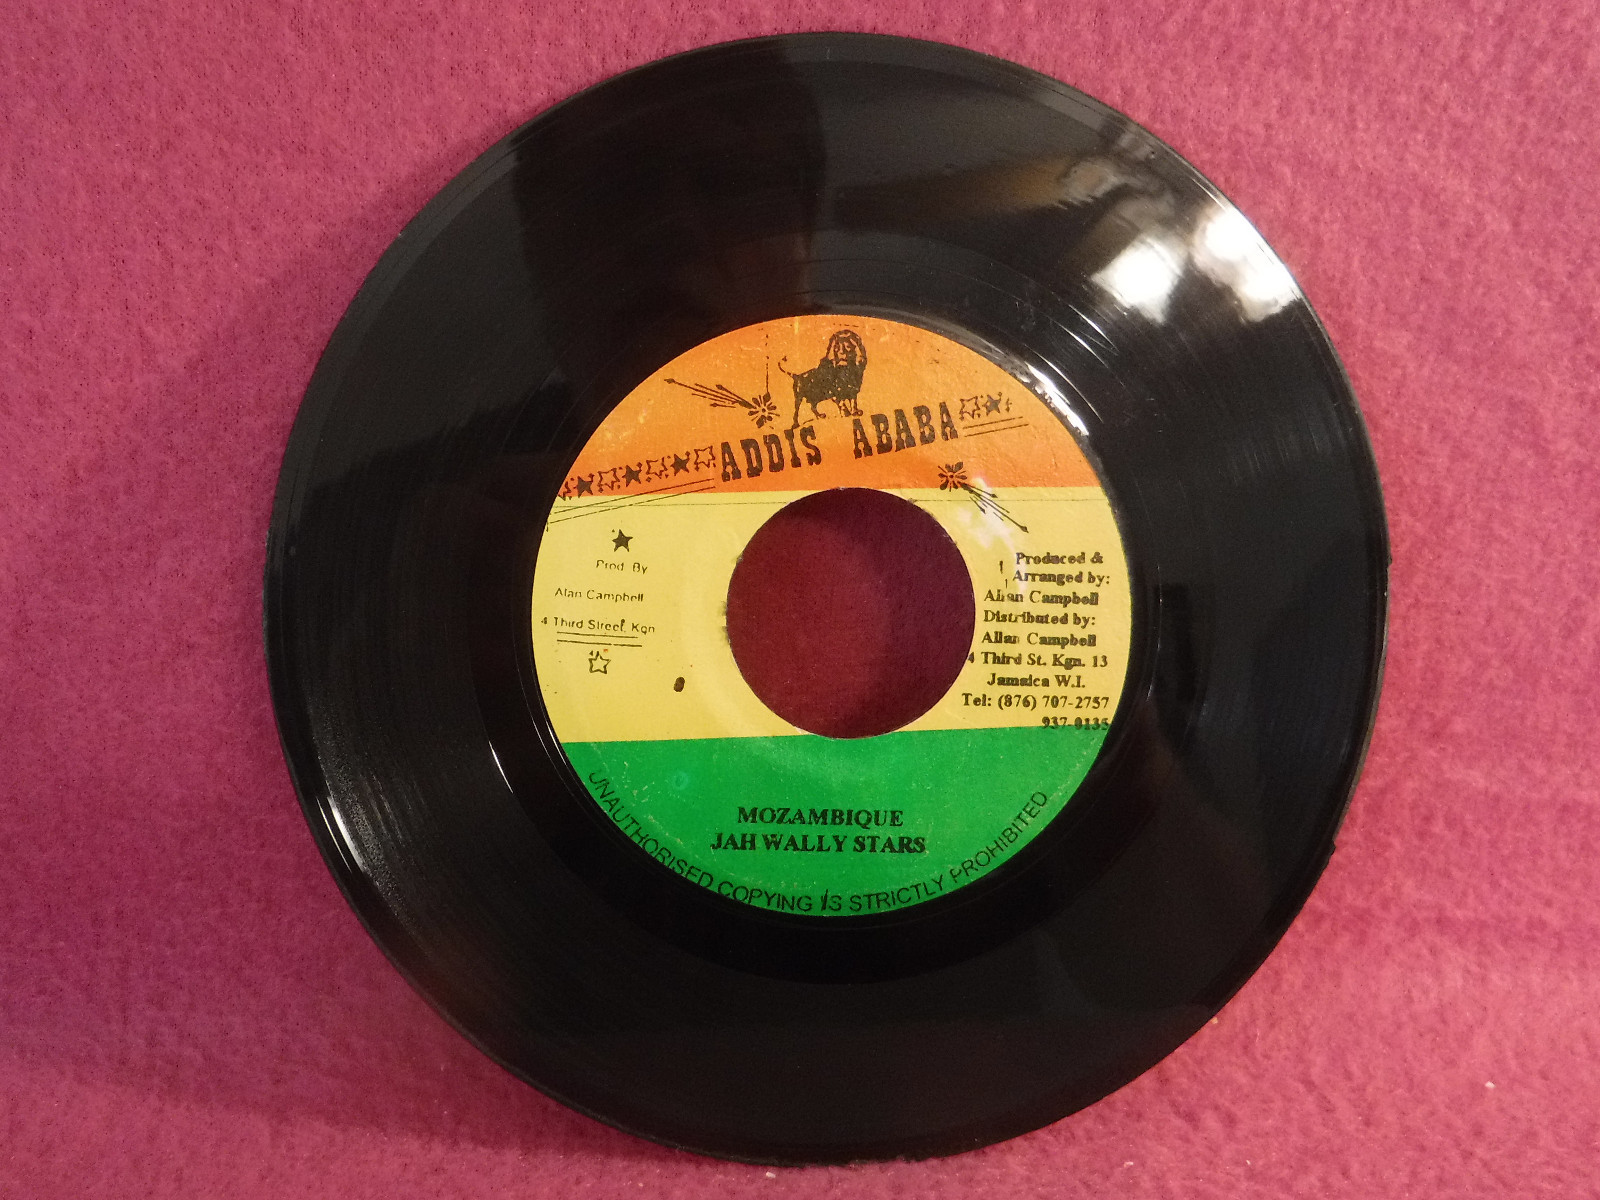 ADDIS ABABA
Prod. By
Alan Campbell
4 Third Street, Kgn
Produced &
Arranged by:
Allan Campbell
Distributed by:
Allan Campbell
4 Third St. Kgn. 13
Jamaica W.I.
Tel: (876) 707-2757
937-0135
MOZAMBIQUE
JAH WALLY STARS
UNAUTHORISED COPYING IS STRICTLY PROHIBITED